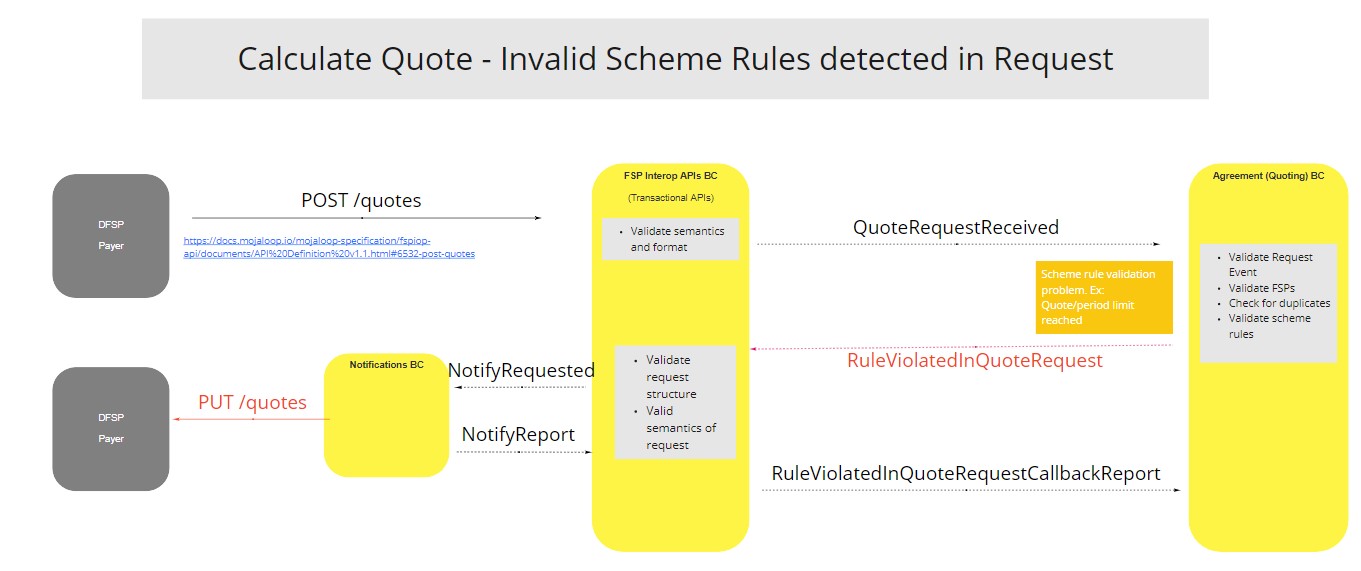 Calculate Quote - Invalid Scheme Rules detected in Request
DFSP
Payer
POST /quotes
https://docs.mojaloop.io/mojaloop-specification/fspiop-
api/documents/API%20Definition%20v1.1.html#6532-post-quotes
FSP Interop APIs BC
(Transactional APIs)
• Validate semantics
and format
QuoteRequestReceived
Agreement (Quoting) BC
• Validate Request
Event
• Validate FSPs
• Check for duplicates
• Validate scheme
rules
Scheme rule validation
problem. Ex:
Quote/period limit
reached
RuleViolatedInQuoteRequest
• Validate
request
structure
• Valid
semantics of
request
NotifyRequested
Notifications BC
PUT /quotes
DFSP
Payer
NotifyReport
RuleViolatedInQuoteRequestCallbackReport